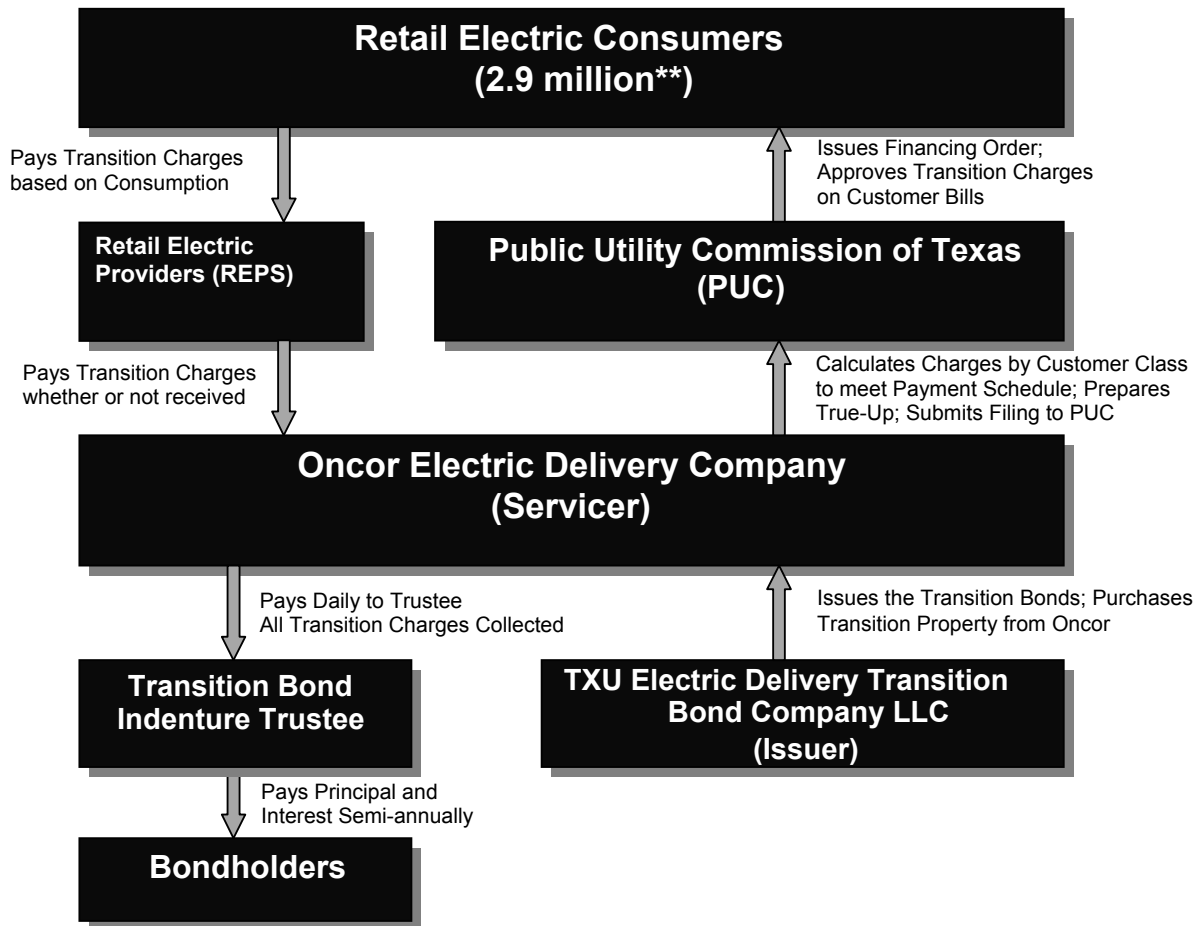 Retail Electric Consumers
(2.9 million**)
Pays Transition Charges
based on Consumption
Issues Financing Order;
Approves Transition Charges
on Customer Bills
Retail Electric
Providers (REPS)
Public Utility Commission of Texas
(PUC)
Pays Transition Charges
whether or not received
Calculates Charges by Customer Class
to meet Payment Schedule; Prepares
True-Up; Submits Filing to PUC
Oncor Electric Delivery Company
(Servicer)
Pays Daily to Trustee
All Transition Charges Collected
Issues the Transition Bonds; Purchases
Transition Property from Oncor
Transition Bond
Indenture Trustee
TXU Electric Delivery Transition
Bond Company LLC
(Issuer)
Pays Principal and
Interest Semi-annually
Bondholders